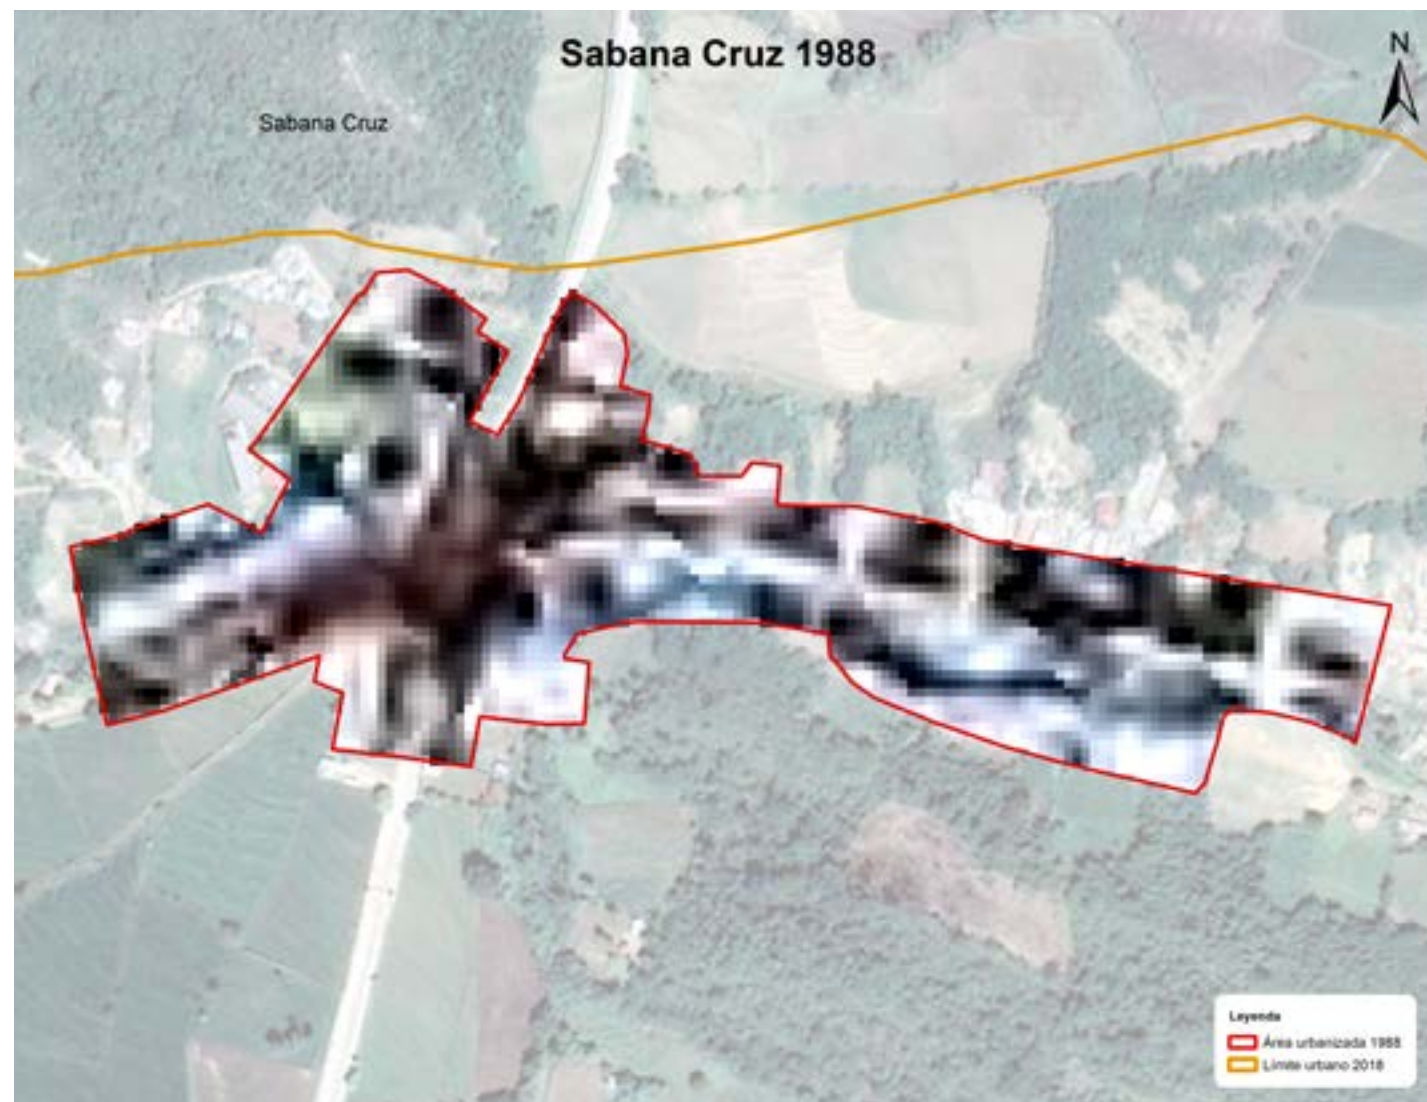 Sabana Cruz 1988
N
Sabana Cruz
Leyenda
Área urbanizada 1988
Límite urbano 2018